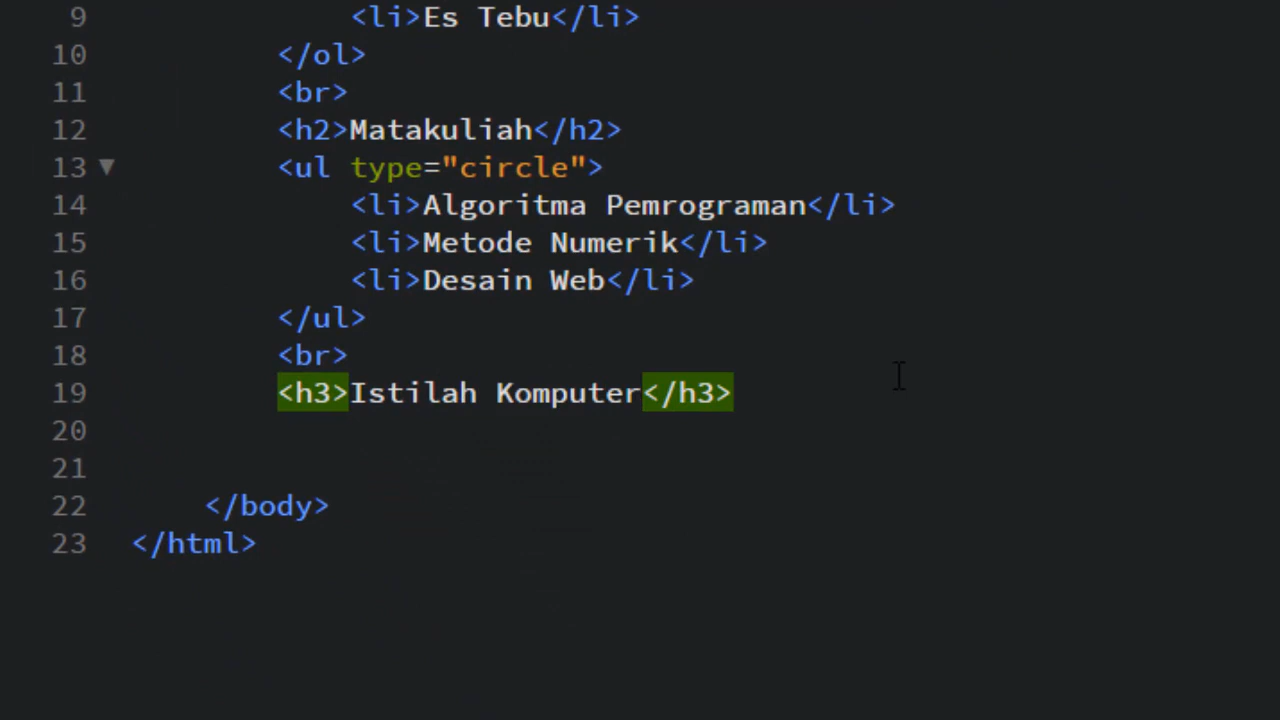 9 <li>Es Tebu</li>
10 </ol>
11 <br>
12 <h2>Matakuliah</h2>
13 ▼ <ul type="circle">
14 <li>Algoritma Pemrograman</li>
15 <li>Metode Numerik</li>
16 <li>Desain Web</li>
17 </ul>
18 <br>
19 <h3>Istilah Komputer</h3>
20
21
22 </body>
23 </html>